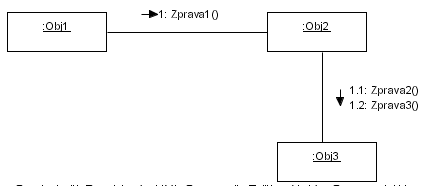 :Obj1
1: Zprava1()
:Obj2
1.1: Zprava2()
1.2: Zprava3()
:Obj3